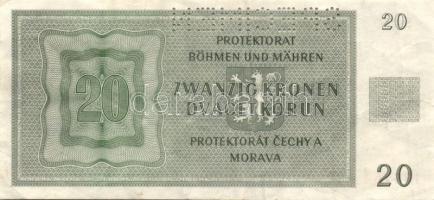 20
PROTEKTORAT
BÖHMEN UND MÄHREN
20
ZWANZIG KRONEN
DVACET KORUN
PROTEKTORÁT ČECHY A
MORAVA
20